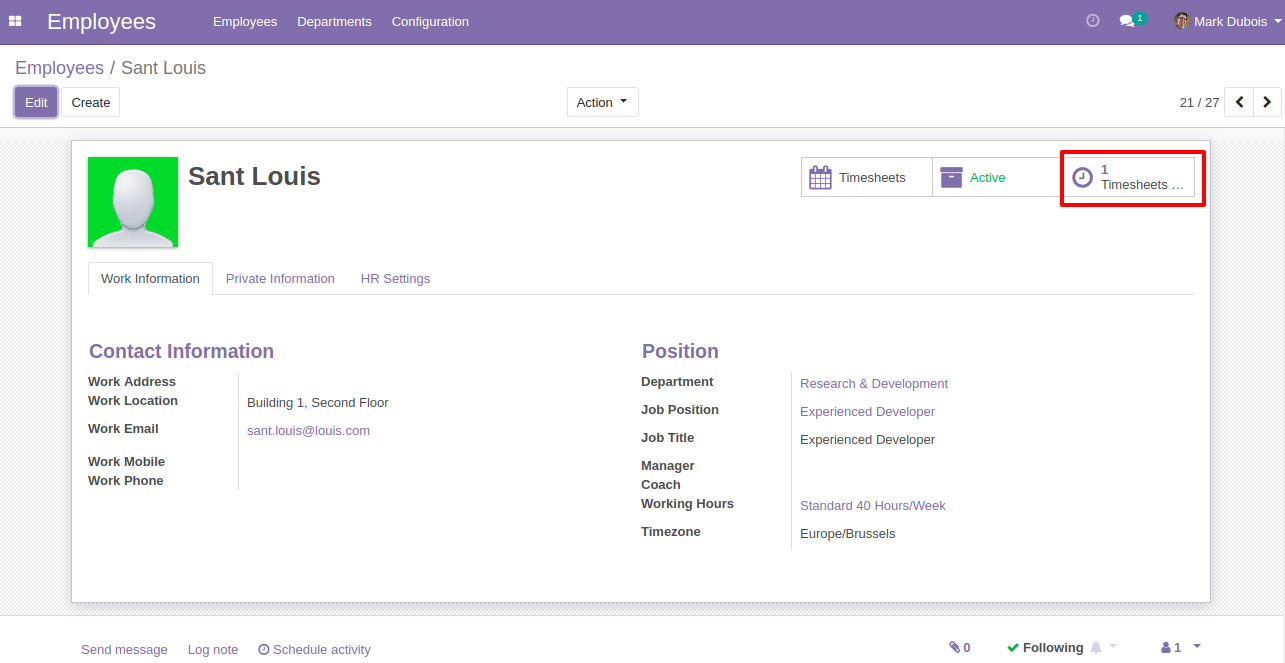 Employees Employees Departments Configuration 1 Mark Dubois
Employees / Sant Louis
Edit Create Action 21 / 27
Sant Louis
Timesheets Active 1 Timesheets ...
Work Information Private Information HR Settings
Contact Information
Work Address
Work Location Building 1, Second Floor
Work Email sant.louis@louis.com
Work Mobile
Work Phone
Position
Department Research & Development
Job Position Experienced Developer
Job Title Experienced Developer
Manager
Coach
Working Hours Standard 40 Hours/Week
Timezone Europe/Brussels
Send message Log note Schedule activity 0 Following 1